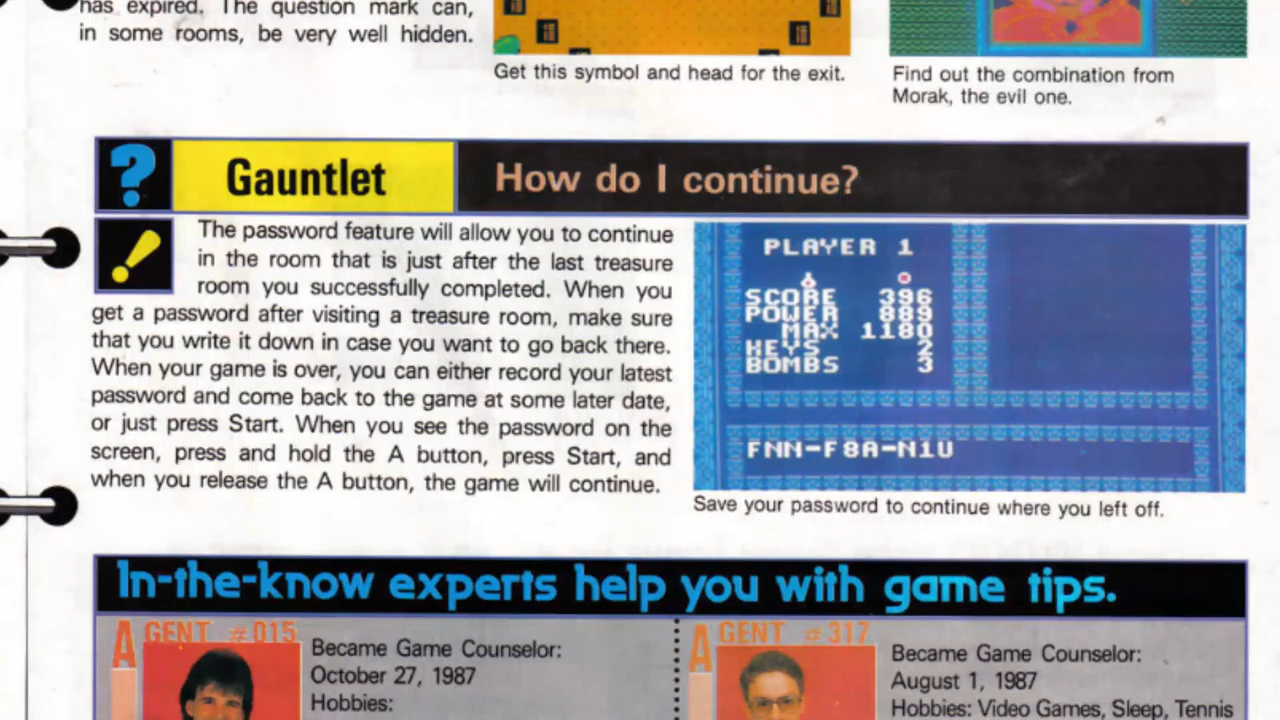 has expired. The question mark can,
in some rooms, be very well hidden.
Get this symbol and head for the exit.
Find out the combination from
Morak, the evil one.
?
Gauntlet
How do I continue?
!
The password feature will allow you to continue
in the room that is just after the last treasure
room you successfully completed. When you
get a password after visiting a treasure room, make sure
that you write it down in case you want to go back there.
When your game is over, you can either record your latest
password and come back to the game at some later date,
or just press Start. When you see the password on the
screen, press and hold the A button, press Start, and
when you release the A button, the game will continue.
PLAYER 1
SCORE 396
POWER 889
MAX 1180
KEYS 2
BOMBS 3
FNN-F8A-N1U
Save your password to continue where you left off.
In-the-know experts help you with game tips.
AGENT #015
Became Game Counselor:
October 27, 1987
Hobbies:
AGENT #317
Became Game Counselor:
August 1, 1987
Hobbies: Video Games, Sleep, Tennis